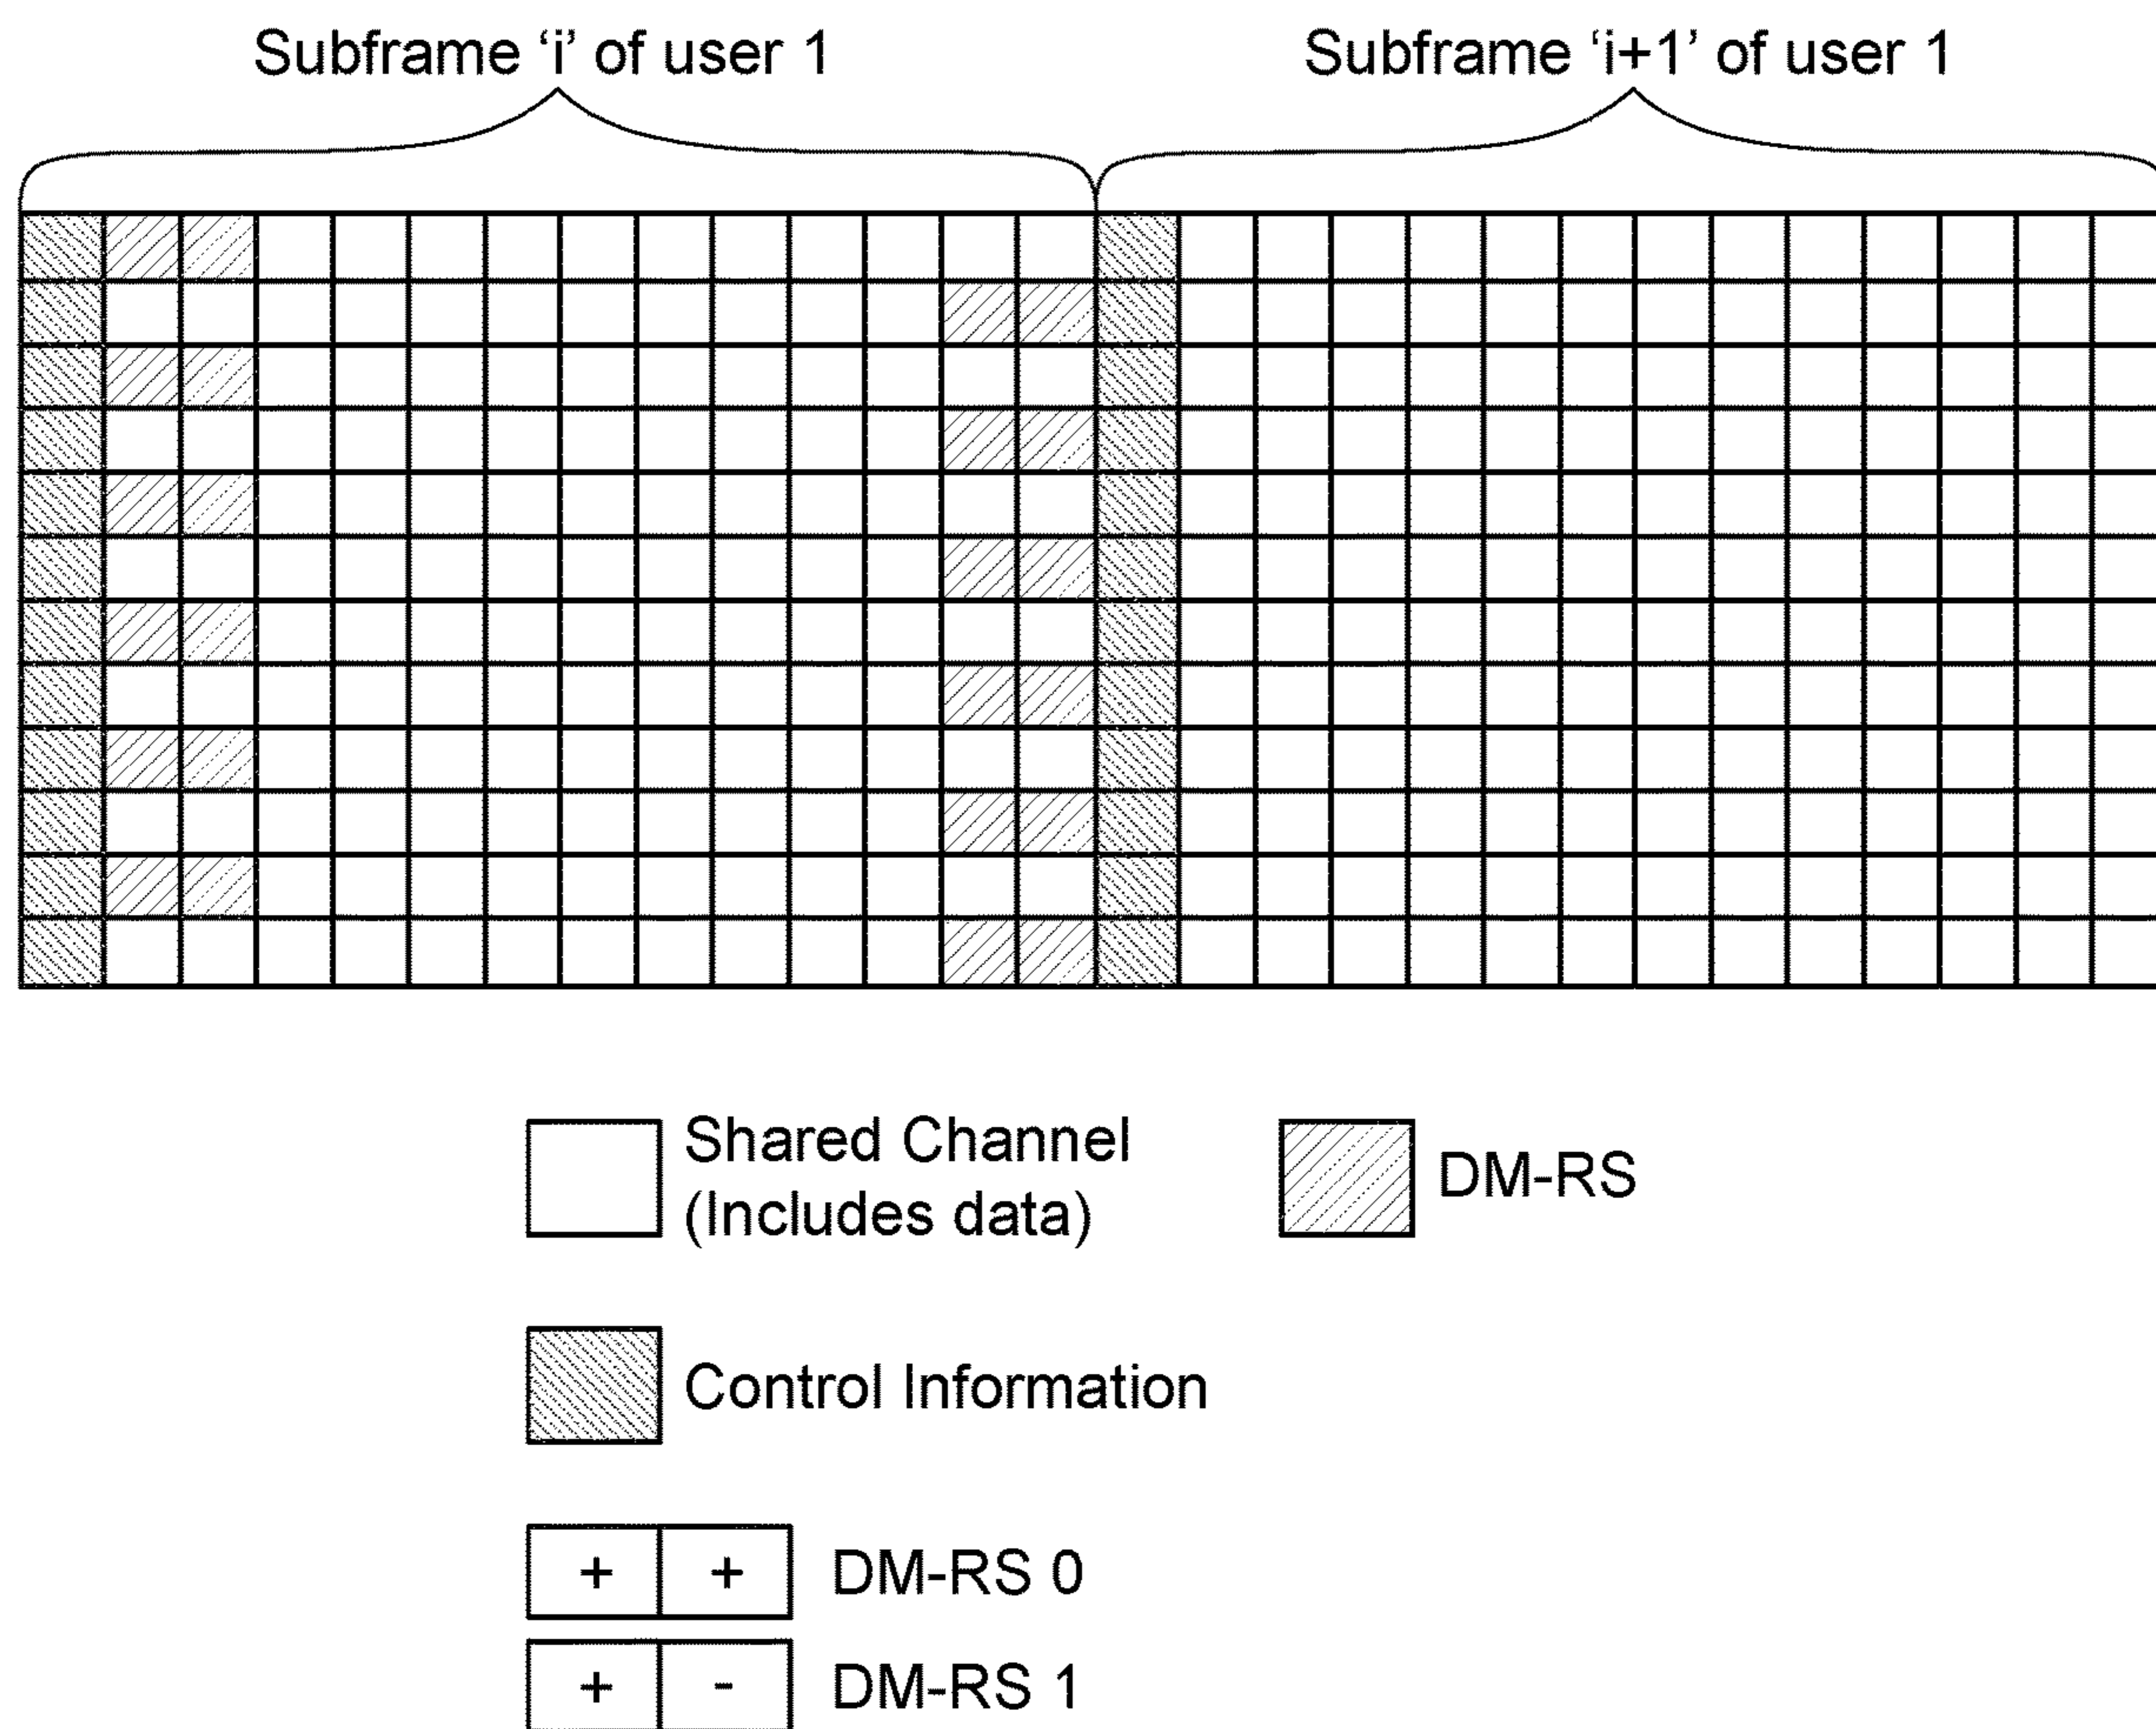 Subframe ‘i’ of user 1
Subframe ‘i+1’ of user 1
Shared Channel
(Includes data)
DM-RS
Control Information
+ + DM-RS 0
+ - DM-RS 1